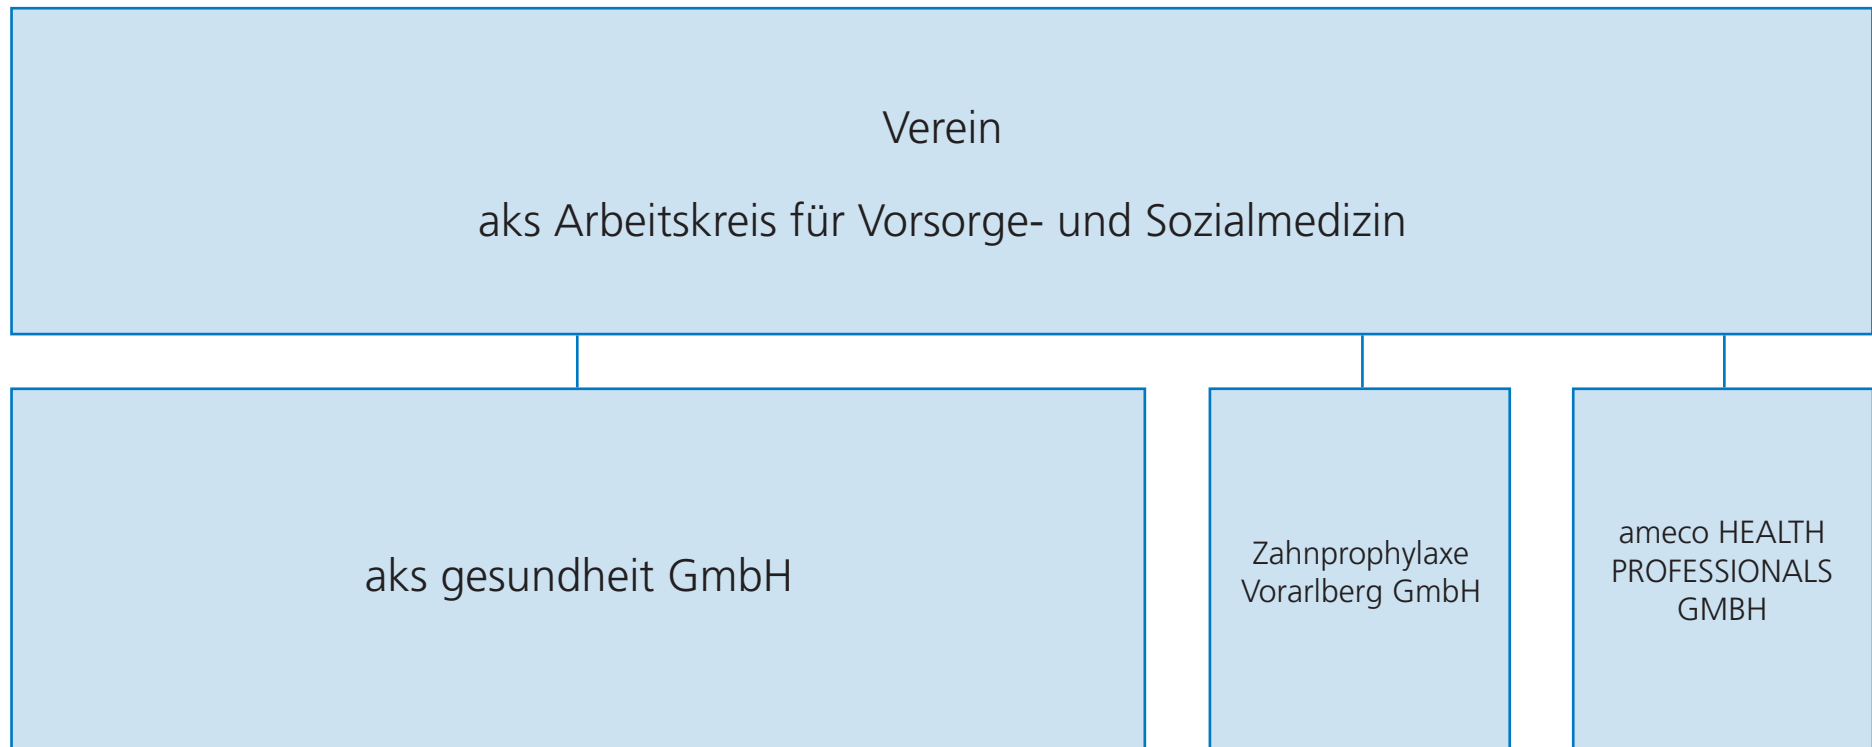 Verein
aks Arbeitskreis für Vorsorge- und Sozialmedizin
aks gesundheit GmbH
Zahnprophylaxe
Vorarlberg GmbH
ameco HEALTH
PROFESSIONALS
GMBH